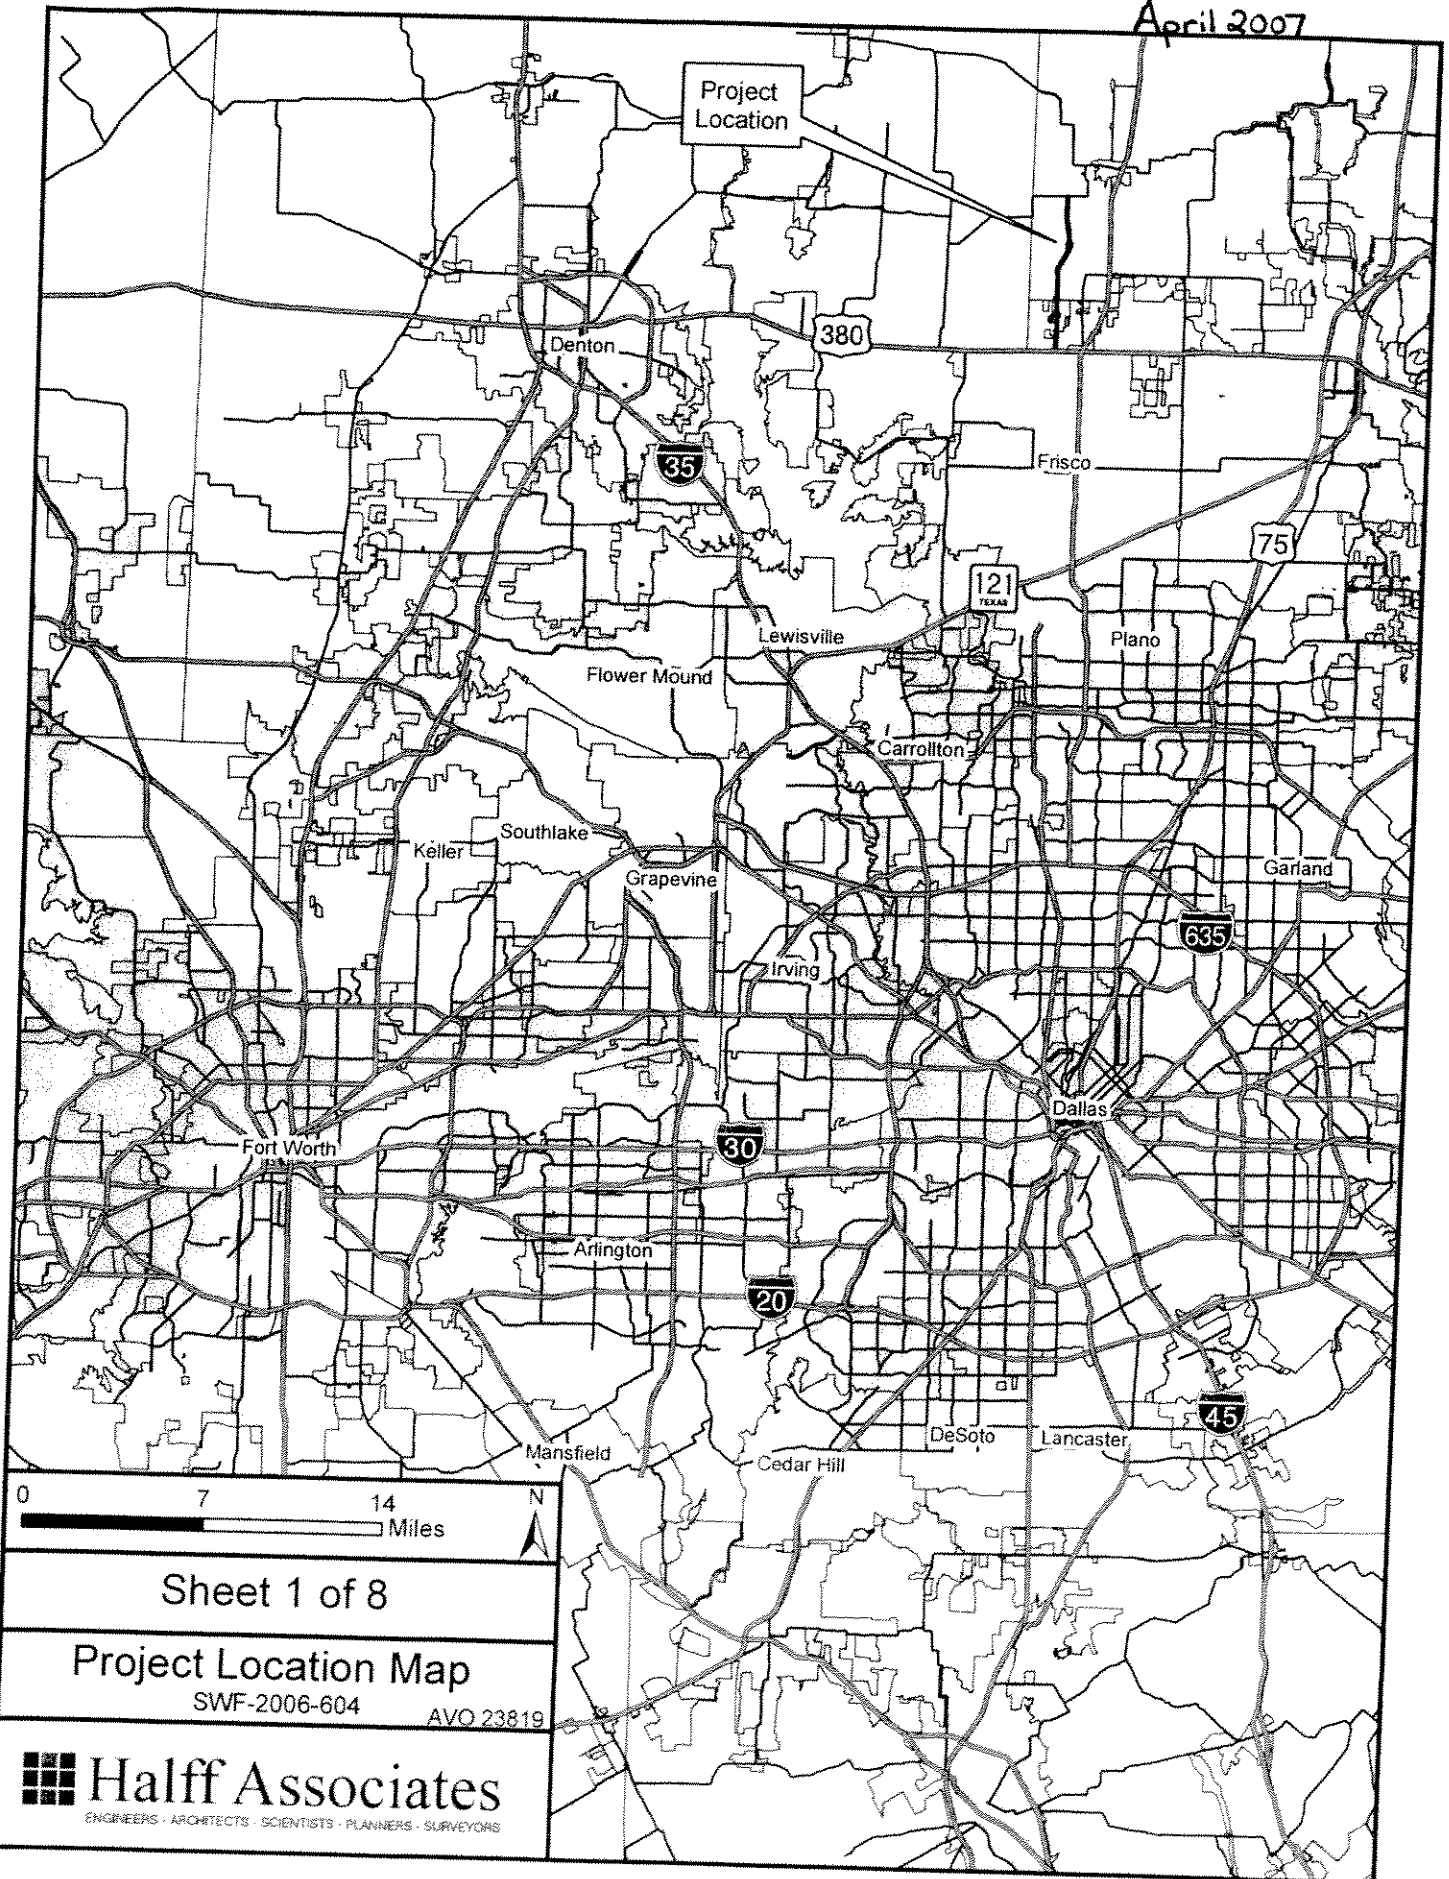 April 2007
Project
Location
380
Denton
35
Frisco
75
121
TEXAS
Lewisville
Plano
Flower Mound
Carrollton
Southlake
Keller
Grapevine
Garland
635
Irving
Dallas
Fort Worth
30
Arlington
20
45
DeSoto
Lancaster
Mansfield
Cedar Hill
0 7 14
Miles
N
Sheet 1 of 8
Project Location Map
SWF-2006-604
AVO 23819
Halff Associates
ENGINEERS · ARCHITECTS · SCIENTISTS · PLANNERS · SURVEYORS